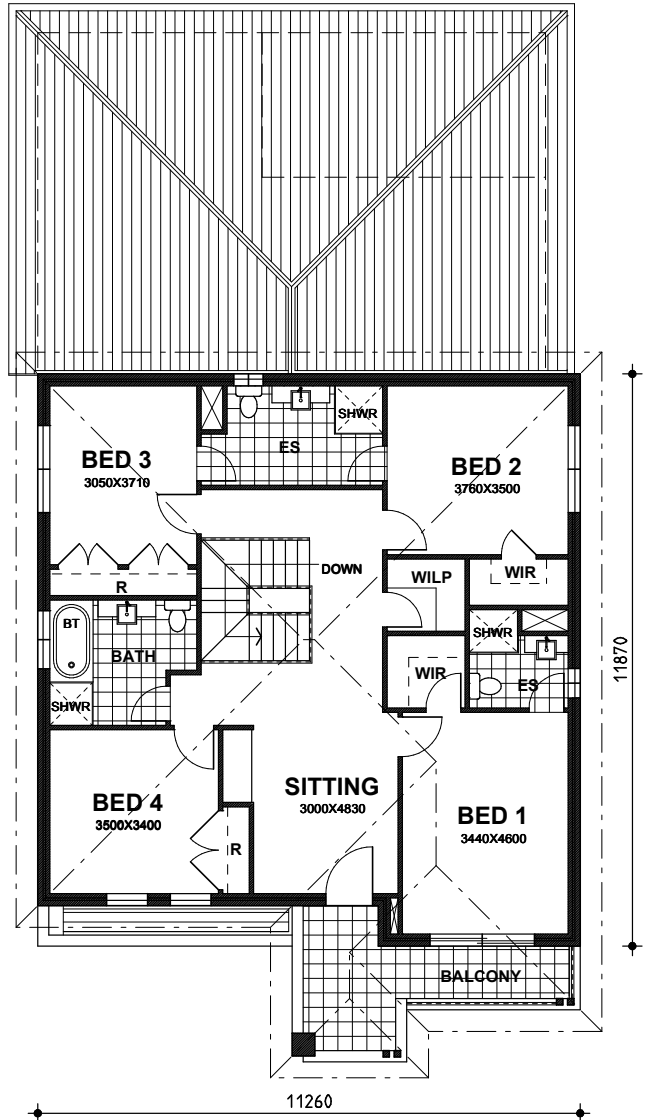 SHWR
ES
BED 3
3050X3710
BED 2
3760X3500
DOWN
WILP
WIR
R
BT
BATH
SHWR
WIR
SHWR
ES
11870
SITTING
3000X4830
BED 4
3500X3400
R
BED 1
3440X4600
BALCONY
11260